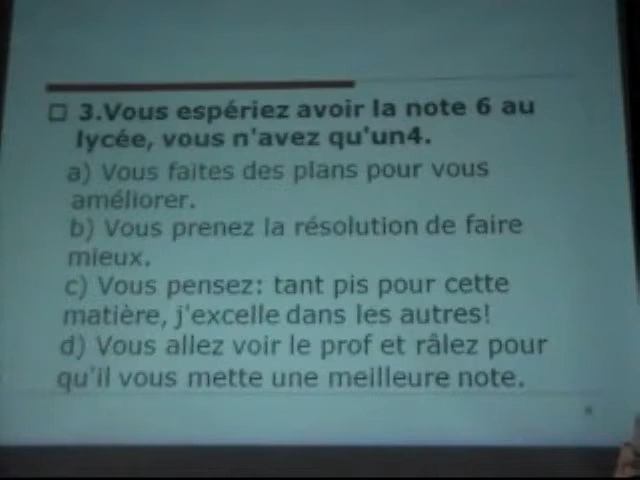 3.Vous espériez avoir la note 6 au
lycée, vous n'avez qu'un4.
a) Vous faites des plans pour vous
améliorer.
b) Vous prenez la résolution de faire
mieux.
c) Vous pensez: tant pis pour cette
matière, j'excelle dans les autres!
d) Vous allez voir le prof et râlez pour
qu'il vous mette une meilleure note.